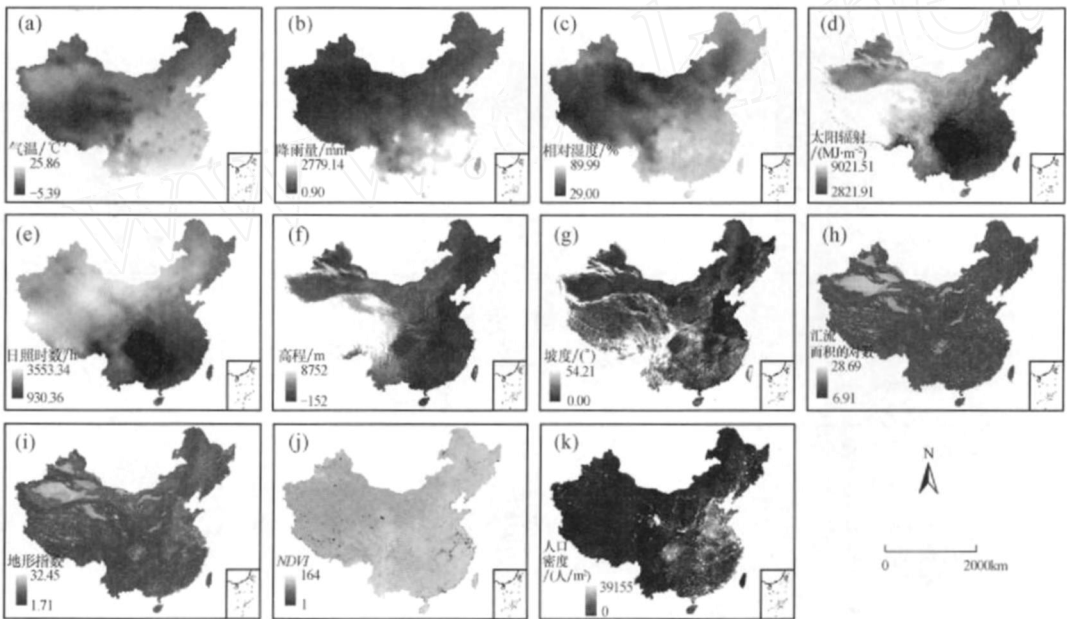 (a)
气温/℃
25.86
−5.39
(b)
降雨量/mm
2779.14
0.90
(c)
相对湿度/%
89.99
29.00
(d)
太阳辐射
/(MJ·m⁻²)
9021.51
2821.91
(e)
日照时数/h
3553.34
930.36
(f)
高程/m
8752
−152
(g)
坡度/(°)
54.21
0.00
(h)
汇流
面积的对数
28.69
6.91
(i)
地形指数
32.45
1.71
(j)
NDVI
164
1
(k)
人口
密度
/(人/m²)
39155
0
N
0 2000km